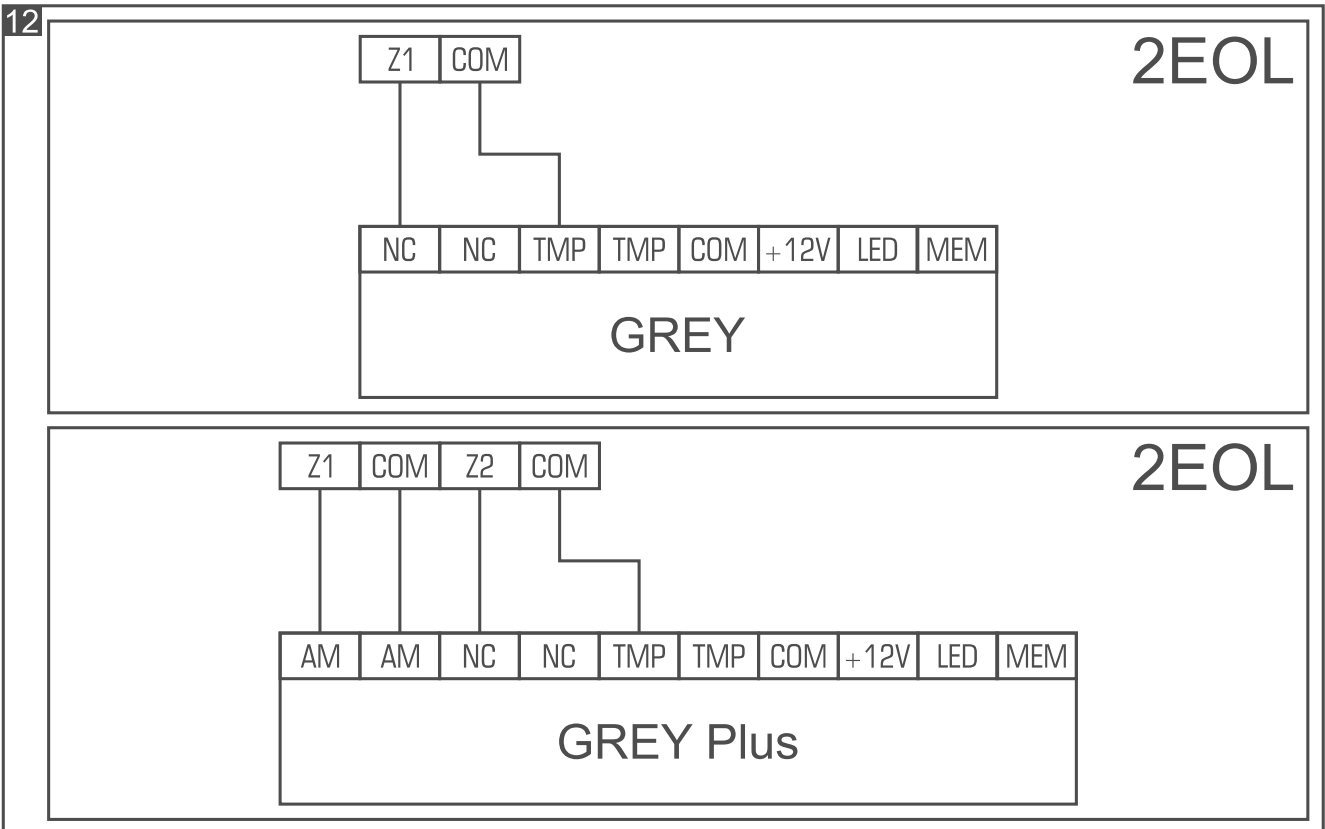 12
2EOL
Z1 COM
NC NC TMP TMP COM +12V LED MEM
GREY
2EOL
Z1 COM Z2 COM
AM AM NC NC TMP TMP COM +12V LED MEM
GREY Plus